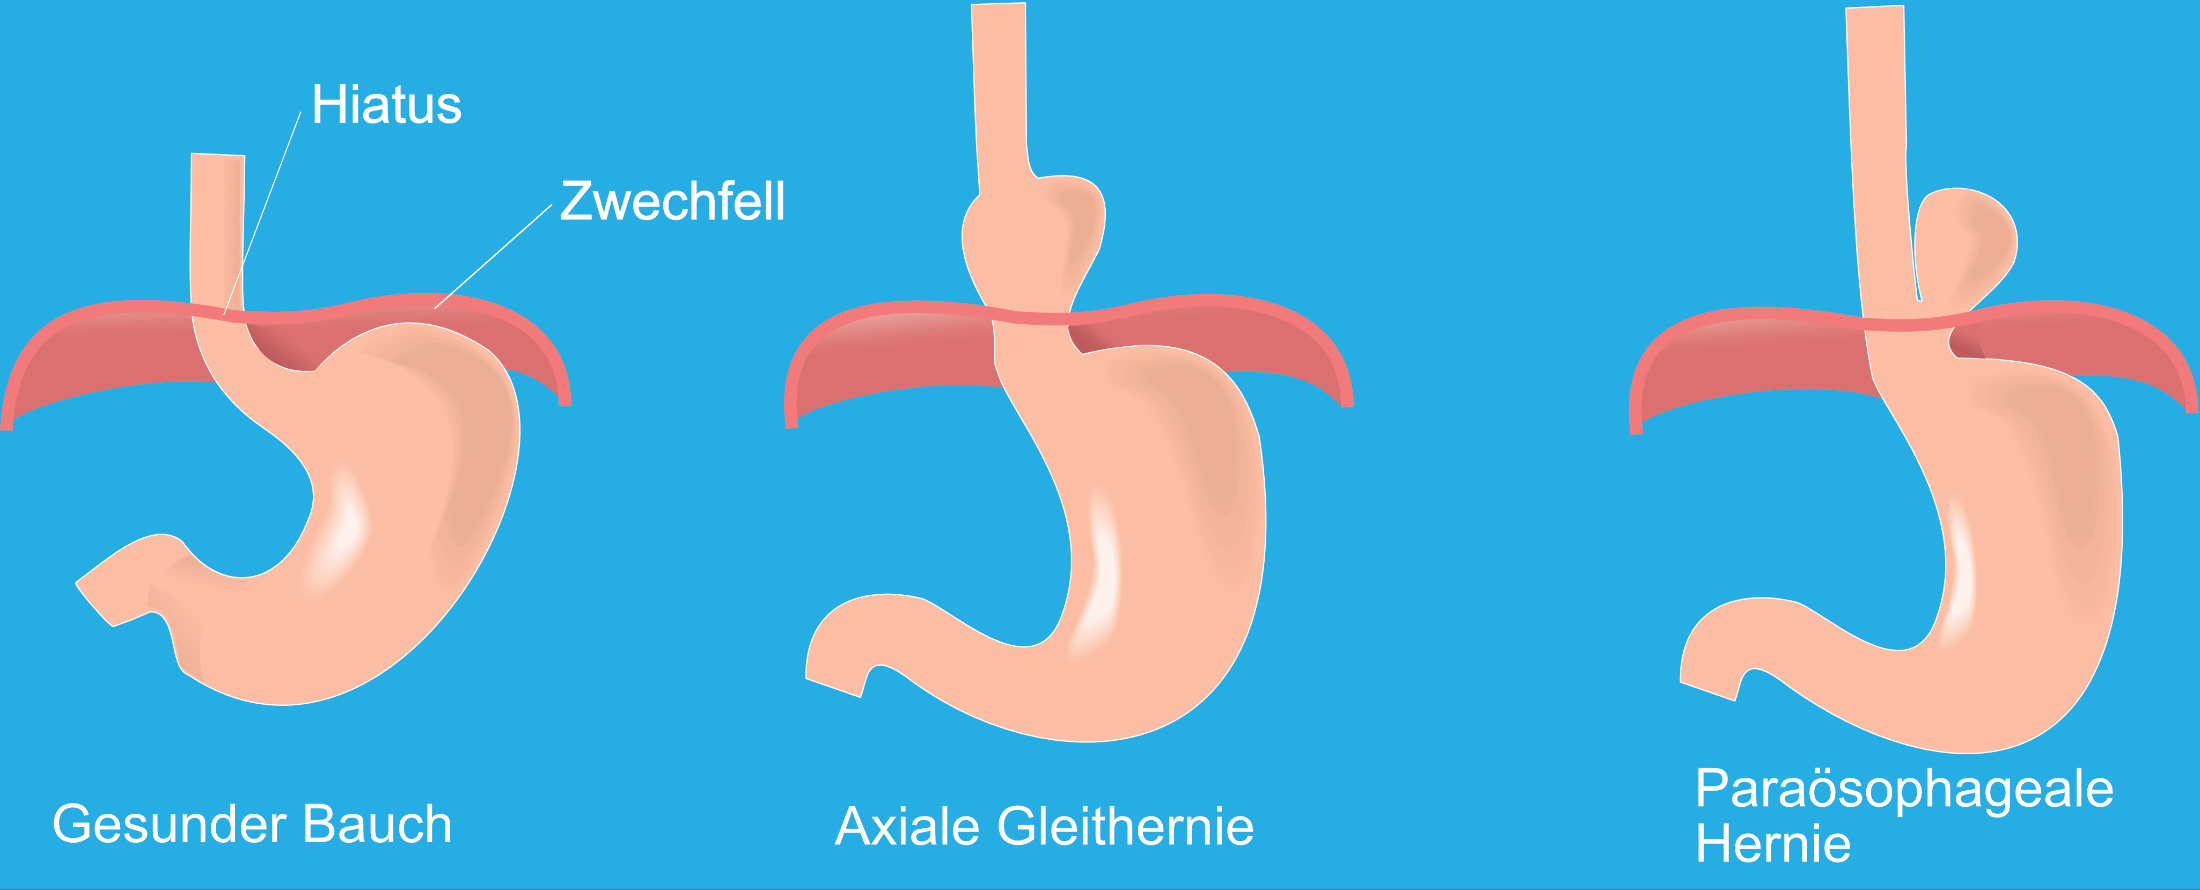 Hiatus
Zwechfell
Gesunder Bauch
Axiale Gleithernie
Paraösophageale
Hernie